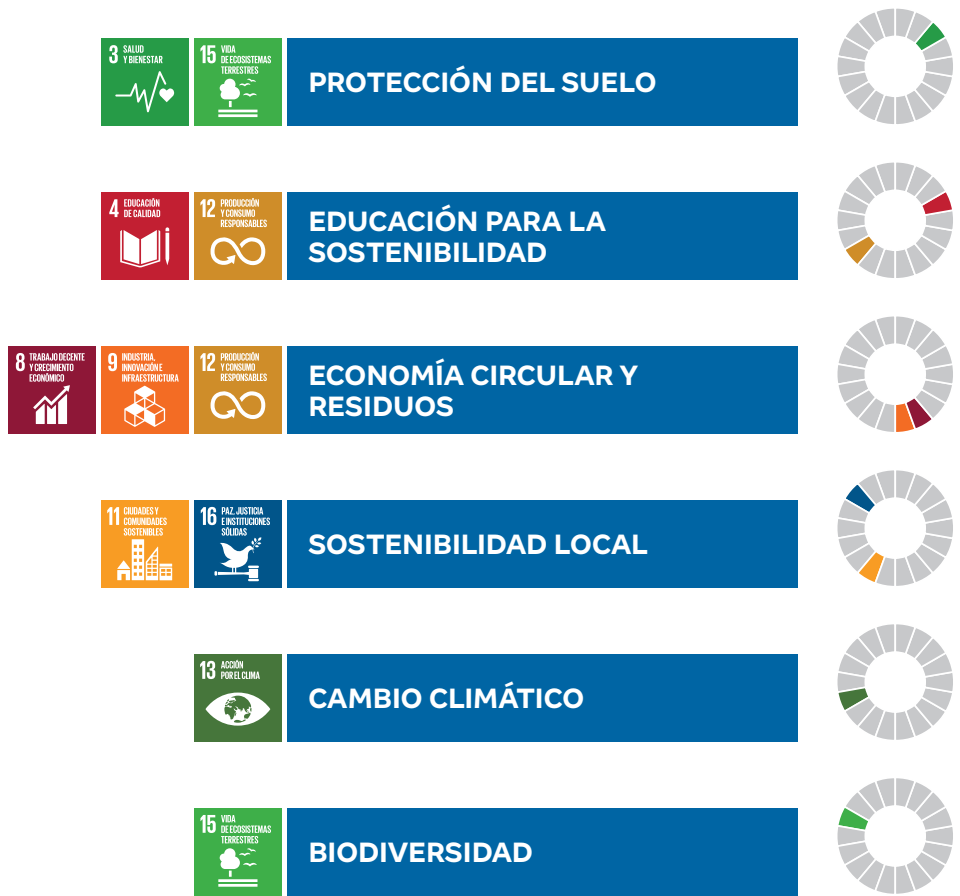 3 SALUD
Y BIENESTAR
15 VIDA
DE ECOSISTEMAS
TERRESTRES
PROTECCIÓN DEL SUELO
4 EDUCACIÓN
DE CALIDAD
12 PRODUCCIÓN
Y CONSUMO
RESPONSABLES
EDUCACIÓN PARA LA
SOSTENIBILIDAD
8 TRABAJO DECENTE
Y CRECIMIENTO
ECONÓMICO
9 INDUSTRIA,
INNOVACIÓN E
INFRAESTRUCTURA
12 PRODUCCIÓN
Y CONSUMO
RESPONSABLES
ECONOMÍA CIRCULAR Y
RESIDUOS
11 CIUDADES Y
COMUNIDADES
SOSTENIBLES
16 PAZ, JUSTICIA
E INSTITUCIONES
SÓLIDAS
SOSTENIBILIDAD LOCAL
13 ACCIÓN
POR EL CLIMA
CAMBIO CLIMÁTICO
15 VIDA
DE ECOSISTEMAS
TERRESTRES
BIODIVERSIDAD